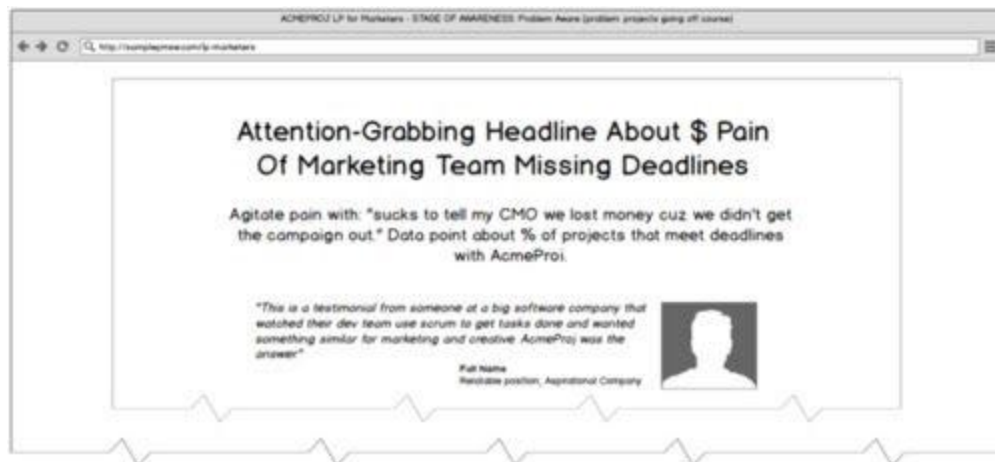 ACMEPROJ LP for Marketers - STAGE OF AWARENESS: Problem Aware (problem: projects going off course)
Attention-Grabbing Headline About $ Pain
Of Marketing Team Missing Deadlines
Agitate pain with: "sucks to tell my CMO we lost money cuz we didn't get
the campaign out." Data point about % of projects that meet deadlines
with AcmeProj.
"This is a testimonial from someone at a big software company that
watched their dev team use scrum to get tasks done and wanted
something similar for marketing and creative AcmeProj was the
answer"
Full Name
Relatable position, Aspirational Company